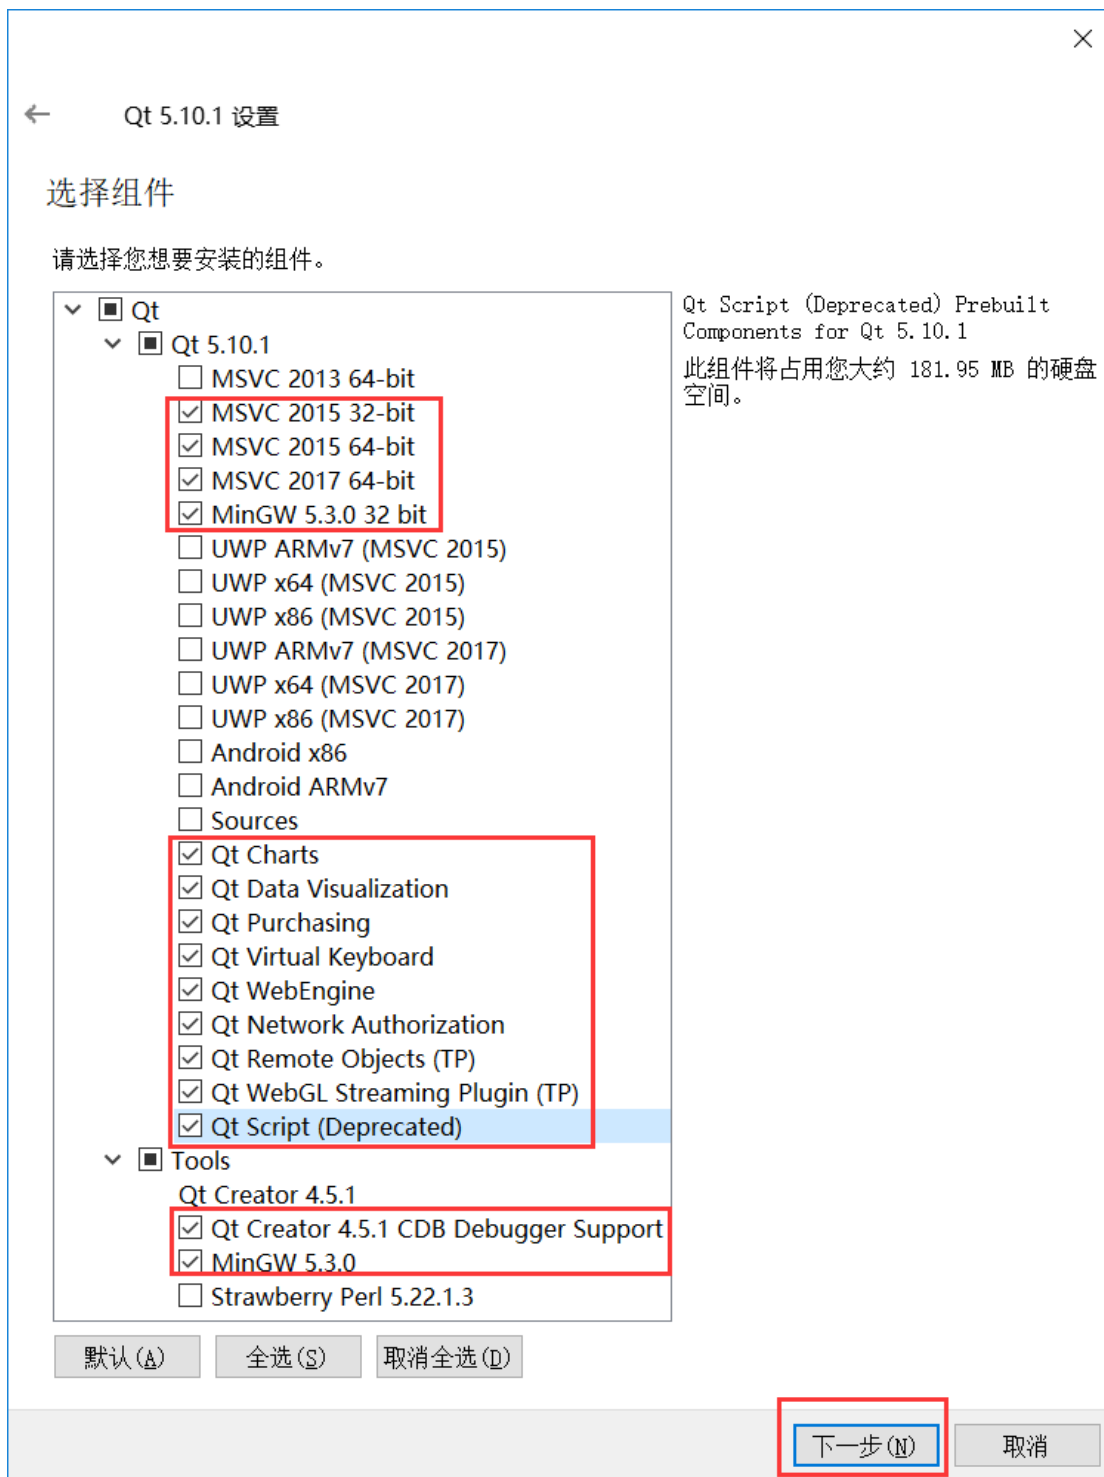 Qt 5.10.1 设置
选择组件
请选择您想要安装的组件。
Qt
Qt 5.10.1
MSVC 2013 64-bit
MSVC 2015 32-bit
MSVC 2015 64-bit
MSVC 2017 64-bit
MinGW 5.3.0 32 bit
UWP ARMv7 (MSVC 2015)
UWP x64 (MSVC 2015)
UWP x86 (MSVC 2015)
UWP ARMv7 (MSVC 2017)
UWP x64 (MSVC 2017)
UWP x86 (MSVC 2017)
Android x86
Android ARMv7
Sources
Qt Charts
Qt Data Visualization
Qt Purchasing
Qt Virtual Keyboard
Qt WebEngine
Qt Network Authorization
Qt Remote Objects (TP)
Qt WebGL Streaming Plugin (TP)
Qt Script (Deprecated)
Tools
Qt Creator 4.5.1
Qt Creator 4.5.1 CDB Debugger Support
MinGW 5.3.0
Strawberry Perl 5.22.1.3
Qt Script (Deprecated) Prebuilt
Components for Qt 5.10.1
此组件将占用您大约 181.95 MB 的硬盘
空间。
默认(A)
全选(S)
取消全选(D)
下一步(N)
取消